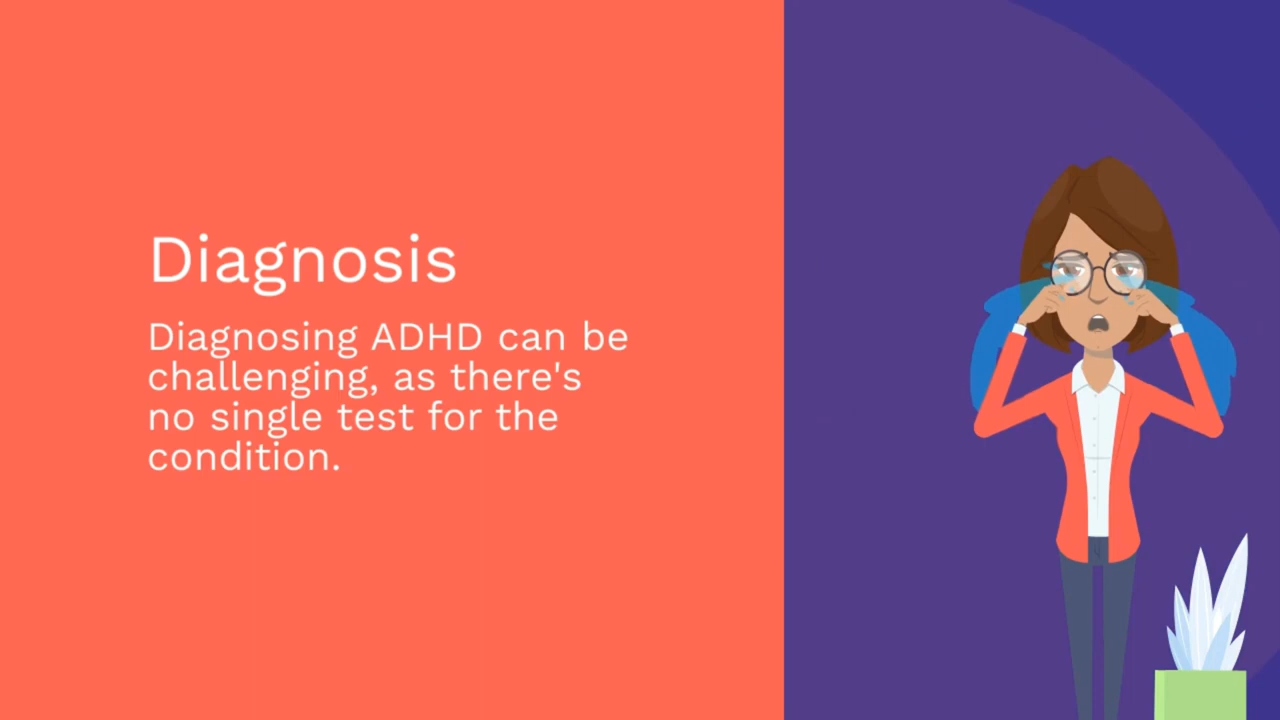 Diagnosis
Diagnosing ADHD can be
challenging, as there's
no single test for the
condition.